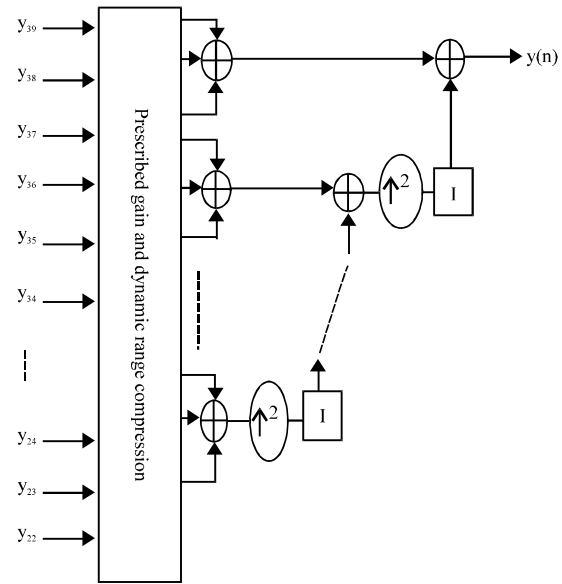 y39
y38
y37
y36
y35
y34
y24
y23
y22
Prescribed gain and dynamic range compression
y(n)
2
I
2
I